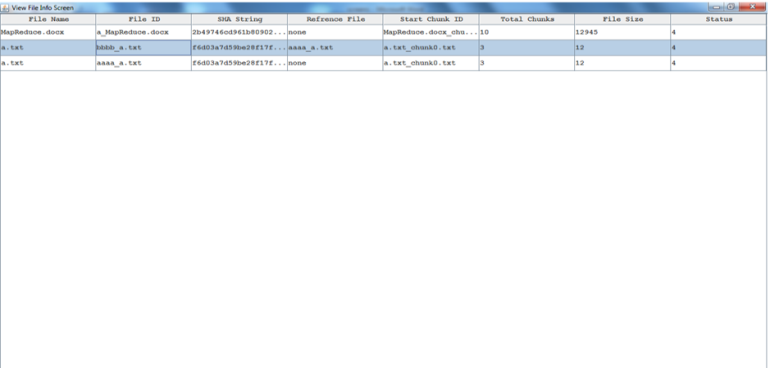 View File Info Screen
File Name File ID SHA String Refrence File Start Chunk ID Total Chunks File Size Status
MapReduce.docx a_MapReduce.docx 2b49746cd961b80902... none MapReduce.docx_chu... 10 12945 4
a.txt bbbb_a.txt f6d03a7d59be28f17f... aaaa_a.txt a.txt_chunk0.txt 3 12 4
a.txt aaaa_a.txt f6d03a7d59be28f17f... none a.txt_chunk0.txt 3 12 4